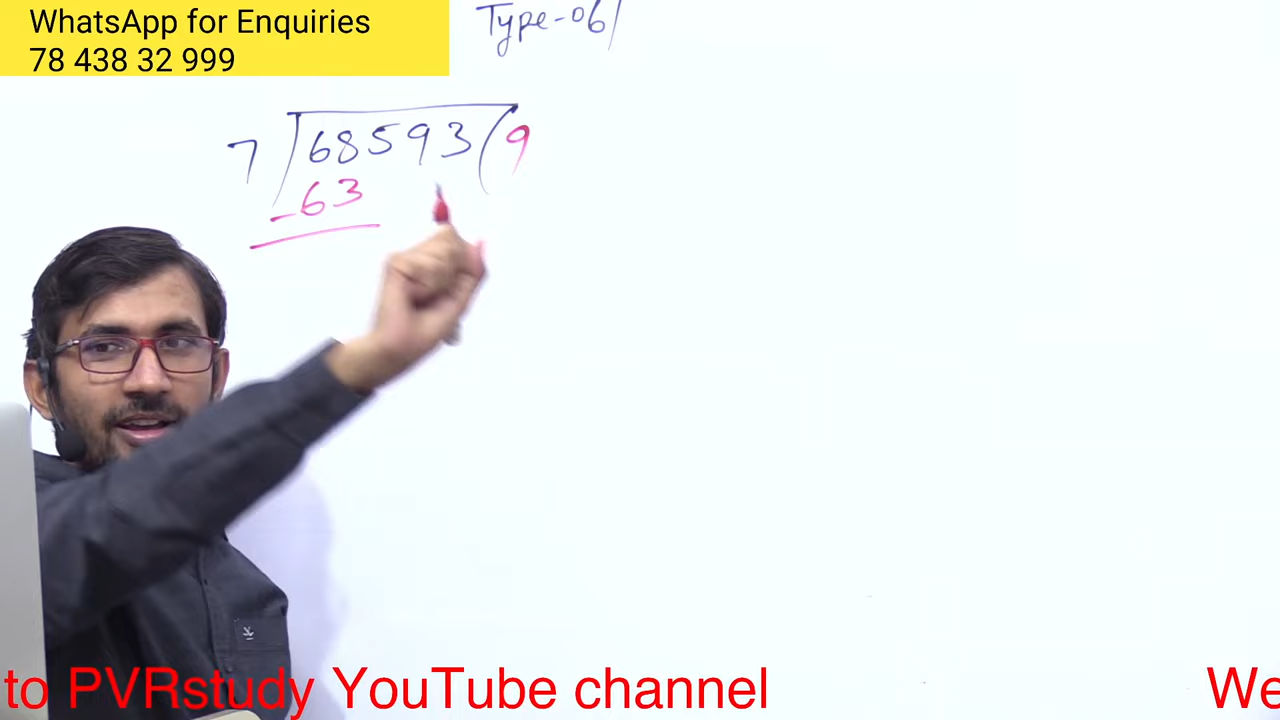 WhatsApp for Enquiries
78 438 32 999
Type-06/
7 68593 ( 9
-63
to PVRstudy YouTube channel We